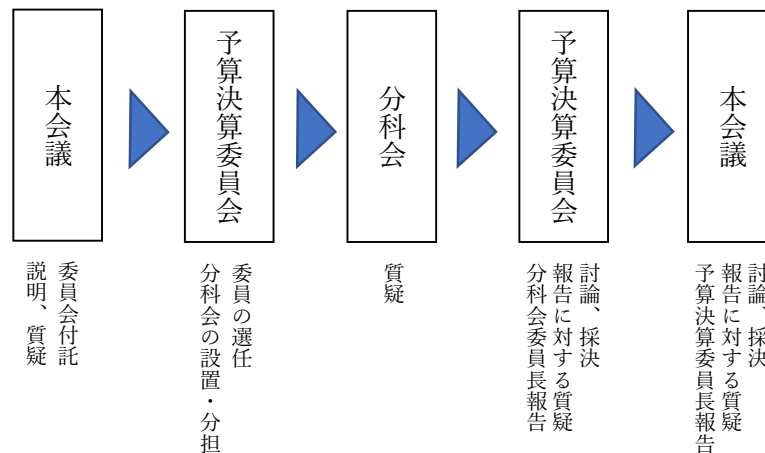 本会議
説明、質疑
委員会付託
予算決算委員会
分科会の設置・分担
委員の選任
分科会
質疑
予算決算委員会
分科会委員長報告
報告に対する質疑
討論、採決
本会議
予算決算委員長報告
報告に対する質疑
討論、採決